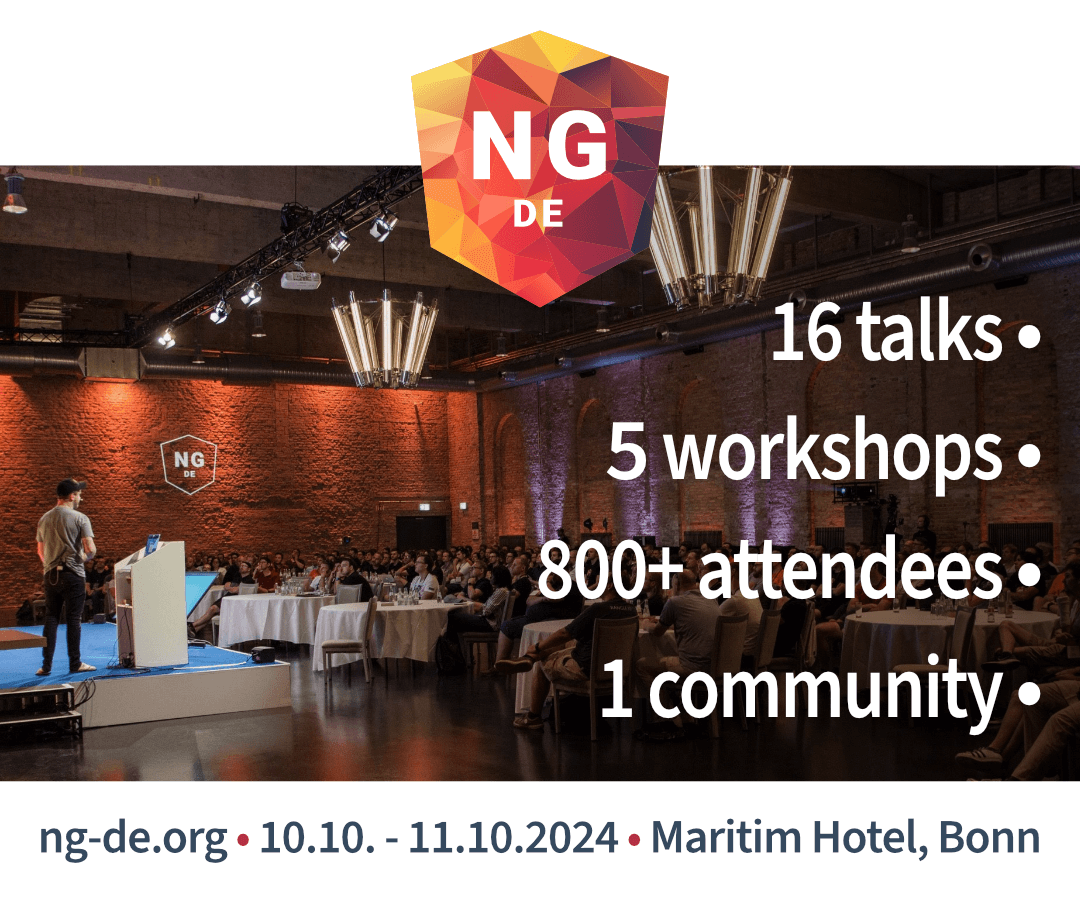 NG
DE
NG
DE
16 talks •
5 workshops •
800+ attendees •
1 community •
ng-de.org • 10.10. - 11.10.2024 • Maritim Hotel, Bonn